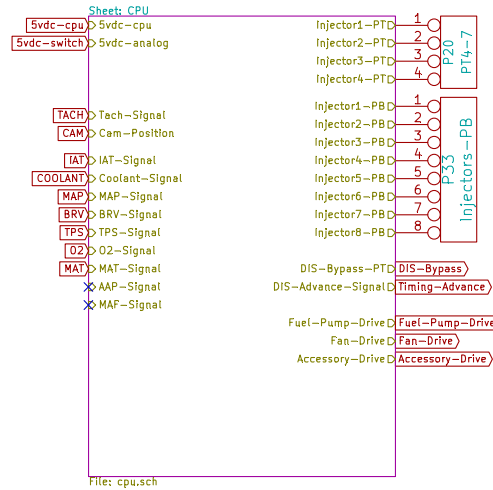 Sheet: CPU
5vdc-cpu 5vdc-cpu
5vdc-switch 5vdc-analog
TACH Tach-Signal
CAM Cam-Position
IAT IAT-Signal
COOLANT Coolant-Signal
MAP MAP-Signal
BRV BRV-Signal
TPS TPS-Signal
O2 O2-Signal
MAT MAT-Signal
AAP-Signal
MAF-Signal
Injector1-PT 1
Injector2-PT 2
Injector3-PT 3
Injector4-PT 4
P20
PT4-7
Injector1-PB 1
Injector2-PB 2
Injector3-PB 3
Injector4-PB 4
Injector5-PB 5
Injector6-PB 6
Injector7-PB 7
Injector8-PB 8
P33
Injectors-PB
DIS-Bypass-PT DIS-Bypass
DIS-Advance-Signal Timing-Advance
Fuel-Pump-Drive Fuel-Pump-Drive
Fan-Drive Fan-Drive
Accessory-Drive Accessory-Drive
File: cpu.sch